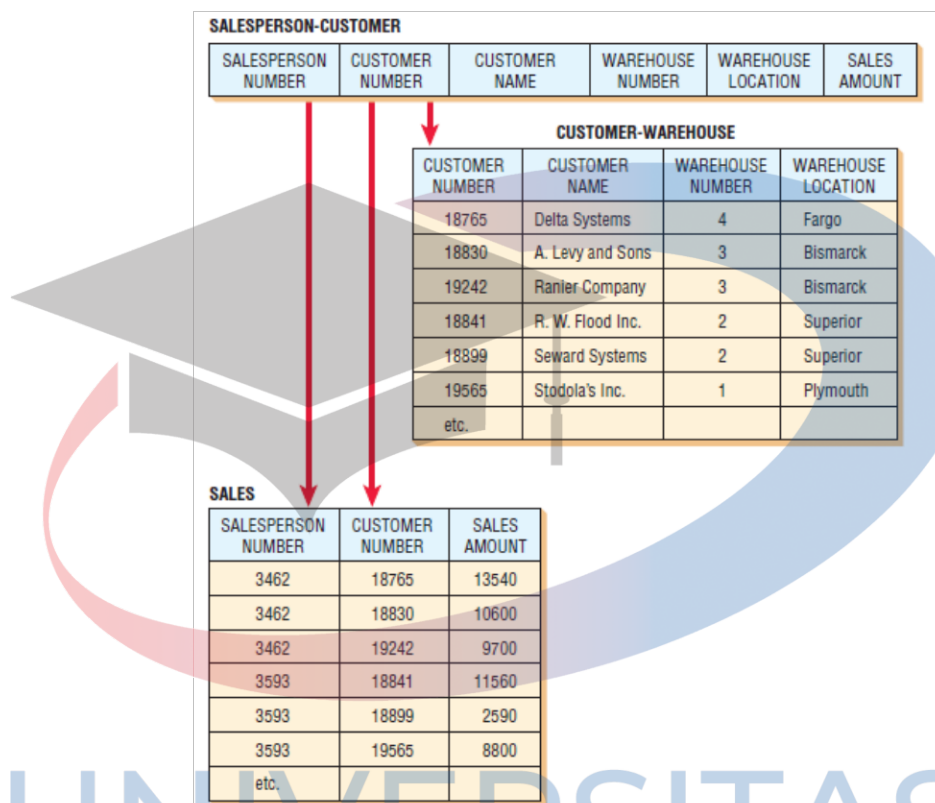 SALESPERSON-CUSTOMER
SALESPERSON NUMBER CUSTOMER NUMBER CUSTOMER NAME WAREHOUSE NUMBER WAREHOUSE LOCATION SALES AMOUNT
CUSTOMER-WAREHOUSE
CUSTOMER NUMBER CUSTOMER NAME WAREHOUSE NUMBER WAREHOUSE LOCATION
18765 Delta Systems 4 Fargo
18830 A. Levy and Sons 3 Bismarck
19242 Ranier Company 3 Bismarck
18841 R. W. Flood Inc. 2 Superior
18899 Seward Systems 2 Superior
19565 Stodola's Inc. 1 Plymouth
etc.
SALES
SALESPERSON NUMBER CUSTOMER NUMBER SALES AMOUNT
3462 18765 13540
3462 18830 10600
3462 19242 9700
3593 18841 11560
3593 18899 2590
3593 19565 8800
etc.
UNIVERSITAS